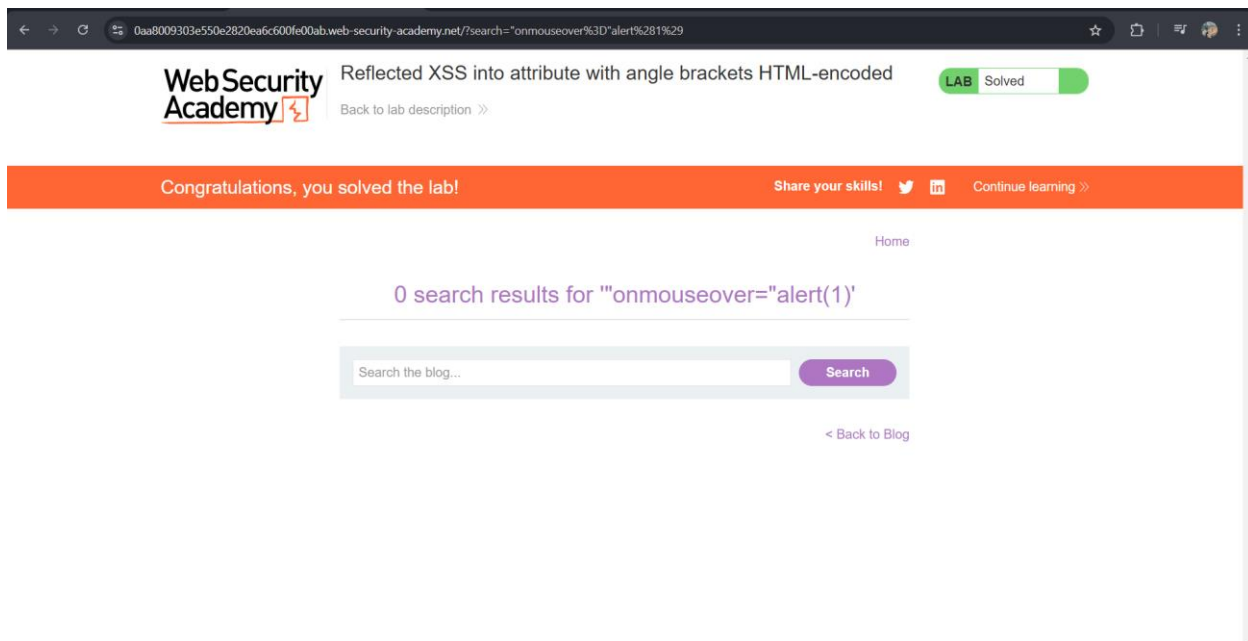 0aa8009303e550e2820ea6c600fe00ab.web-security-academy.net/?search="onmouseover%3D"alert%281%29
Web Security
Academy
Reflected XSS into attribute with angle brackets HTML-encoded
Back to lab description
LAB Solved
Congratulations, you solved the lab!
Share your skills!
Continue learning
Home
0 search results for '"onmouseover="alert(1)'
Search the blog...
Search
< Back to Blog